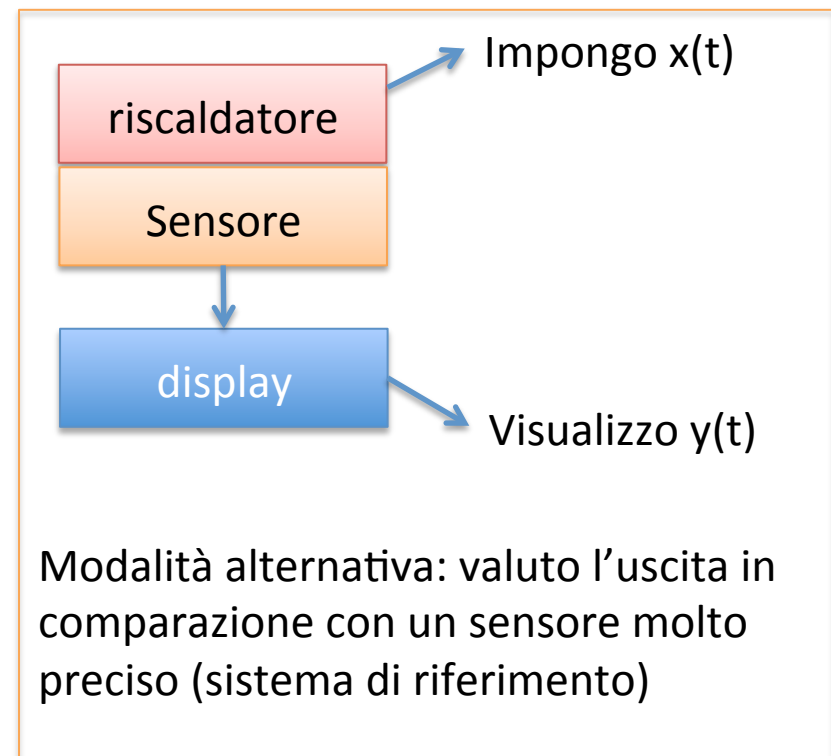 Impongo x(t)
riscaldatore
Sensore
display
Visualizzo y(t)
Modalità alternativa: valuto l’uscita in
comparazione con un sensore molto
preciso (sistema di riferimento)